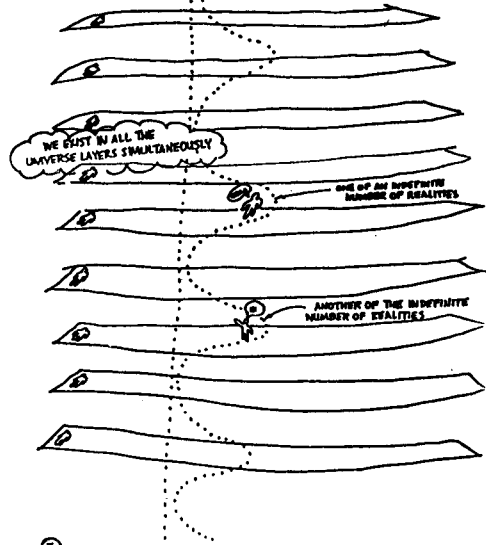 WE EXIST IN ALL THE
UNIVERSE LAYERS SIMULTANEOUSLY
ONE OF AN INDEFINITE
NUMBER OF REALITIES
ANOTHER OF THE INDEFINITE
NUMBER OF REALITIES